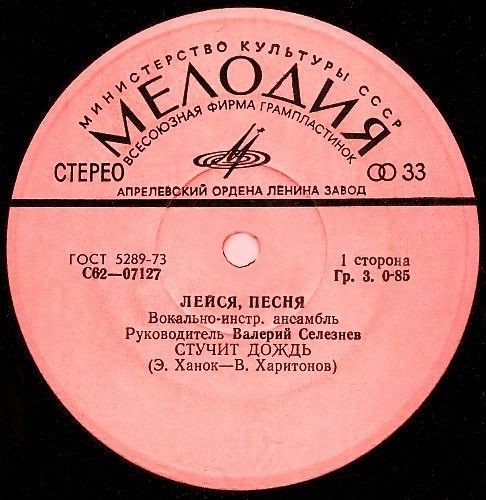 МИНИСТЕРСТВО КУЛЬТУРЫ СССР
МЕЛОДИЯ
ВСЕСОЮЗНАЯ ФИРМА ГРАМПЛАСТИНОК
СТЕРЕО 33
АПРЕЛЕВСКИЙ ОРДЕНА ЛЕНИНА ЗАВОД
ГОСТ 5289-73 1 сторона
С62—07127 Гр. 3. 0-85
ЛЕЙСЯ, ПЕСНЯ
Вокально-инстр. ансамбль
Руководитель Валерий Селезнев
СТУЧИТ ДОЖДЬ
(Э. Ханок—В. Харитонов)